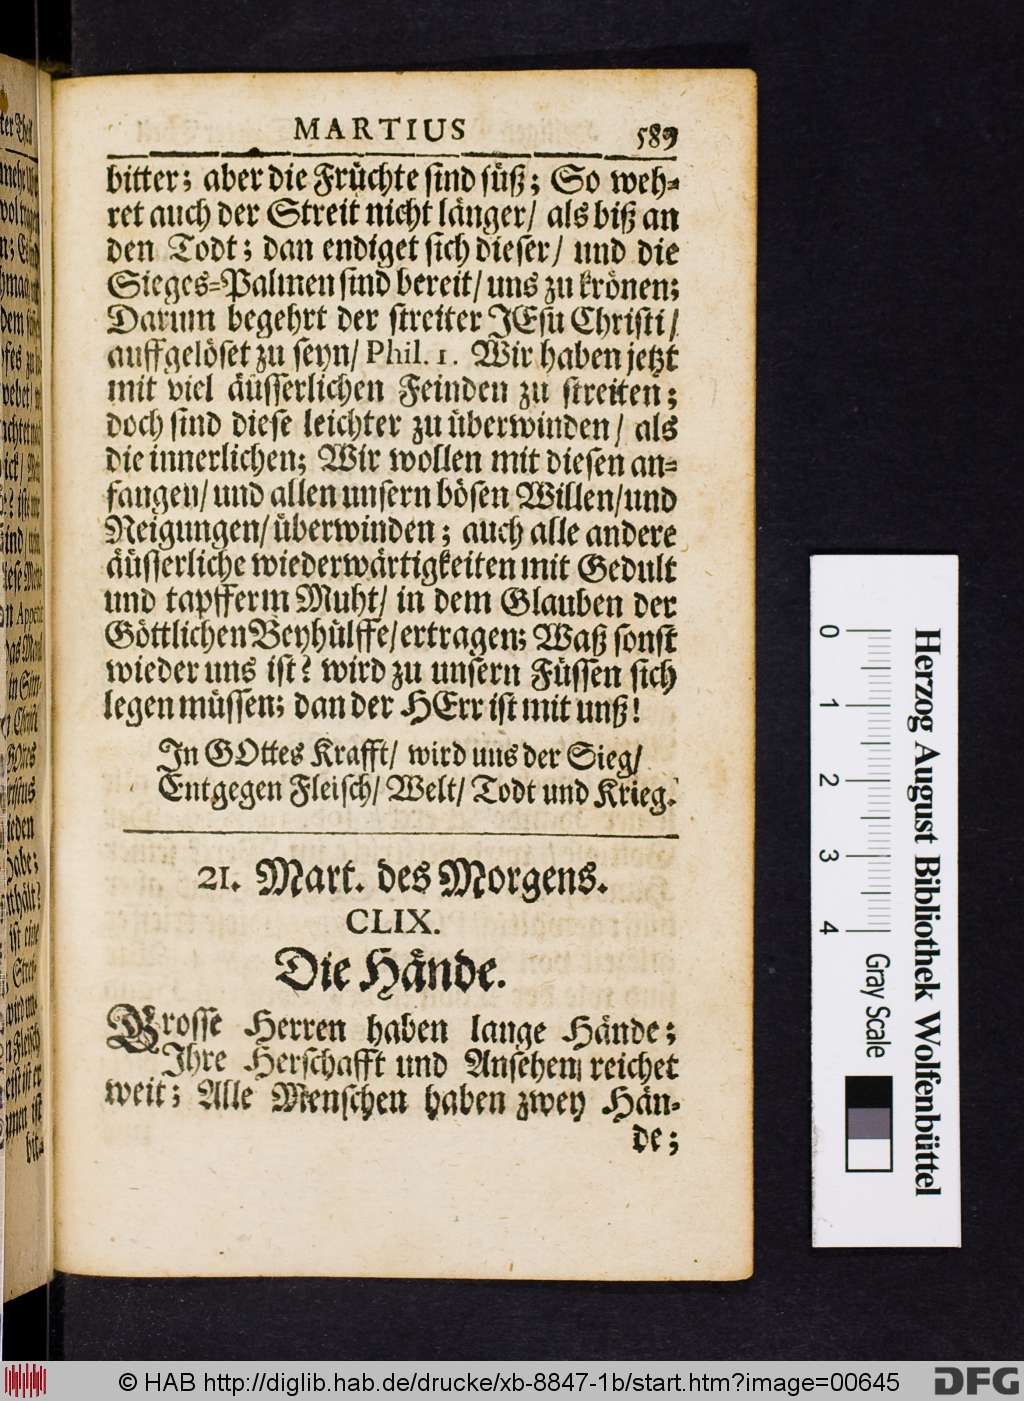 MARTIUS 589
bitter; aber die Früchte sind süß; So weh-
ret auch der Streit nicht länger/ als biß an
den Todt; dan endiget sich dieser/ und die
Sieges-Palmen sind bereit/ uns zu krönen;
Darum begehrt der streiter JEsu Christi/
auffgelöset zu seyn/ Phil. 1. Wir haben jetzt
mit viel äüsserlichen Feinden zu streiten;
doch sind diese leichter zu überwinden/ als
die innerlichen; Wir wollen mit diesen an-
fangen/ und allen unsern bösen Willen/ und
Neigungen/ überwinden; auch alle andere
äüsserliche wiederwärtigkeiten mit Gedult
und tapfferm Muht/ in dem Glauben der
Göttlichen Beyhülffe/ ertragen; Waß sonst
wieder uns ist? wird zu unsern Füssen sich
legen müssen; dan der HErr ist mit unß!
In GOttes Krafft/ wird uns der Sieg/
Entgegen Fleisch/ Welt/ Todt und Krieg.
21. Mart. des Morgens.
CLIX.
Die Hände.
Grosse Herren haben lange Hände;
Ihre Herschafft und Ansehen reichet
weit; Alle Menschen haben zwey Hän-
de;
0 1 2 3 4
Herzog August Bibliothek Wolfenbüttel
Gray Scale
© HAB http://diglib.hab.de/drucke/xb-8847-1b/start.htm?image=00645
DFG